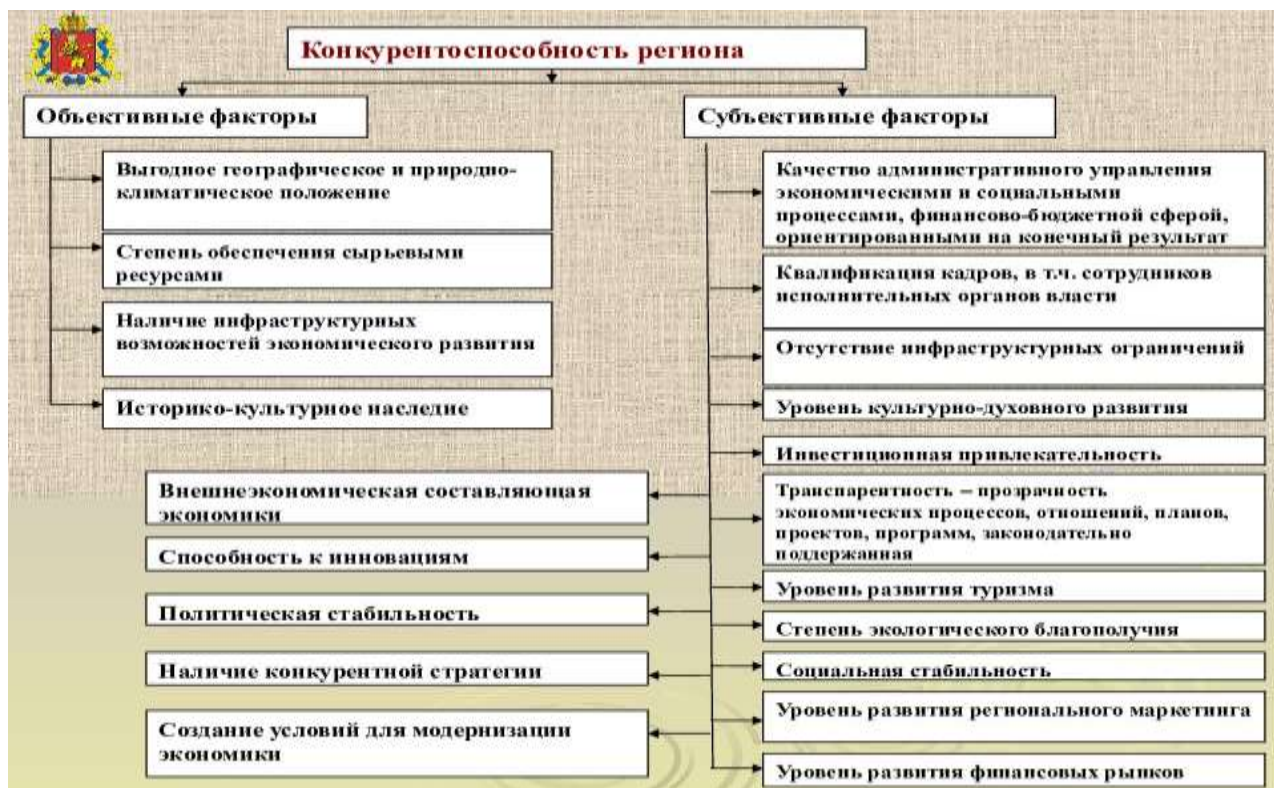 Конкурентоспособность региона
Объективные факторы
Выгодное географическое и природно-
климатическое положение
Степень обеспечения сырьевыми
ресурсами
Наличие инфраструктурных
возможностей экономического развития
Историко-культурное наследие
Субъективные факторы
Качество административного управления
экономическими и социальными
процессами, финансово-бюджетной сферой,
ориентированными на конечный результат
Квалификация кадров, в т.ч. сотрудников
исполнительных органов власти
Отсутствие инфраструктурных ограничений
Уровень культурно-духовного развития
Инвестиционная привлекательность
Транспарентность – прозрачность
экономических процессов, отношений, планов,
проектов, программ, законодательно
поддержанная
Уровень развития туризма
Степень экологического благополучия
Социальная стабильность
Уровень развития регионального маркетинга
Уровень развития финансовых рынков
Внешнеэкономическая составляющая
экономики
Способность к инновациям
Политическая стабильность
Наличие конкурентной стратегии
Создание условий для модернизации
экономики